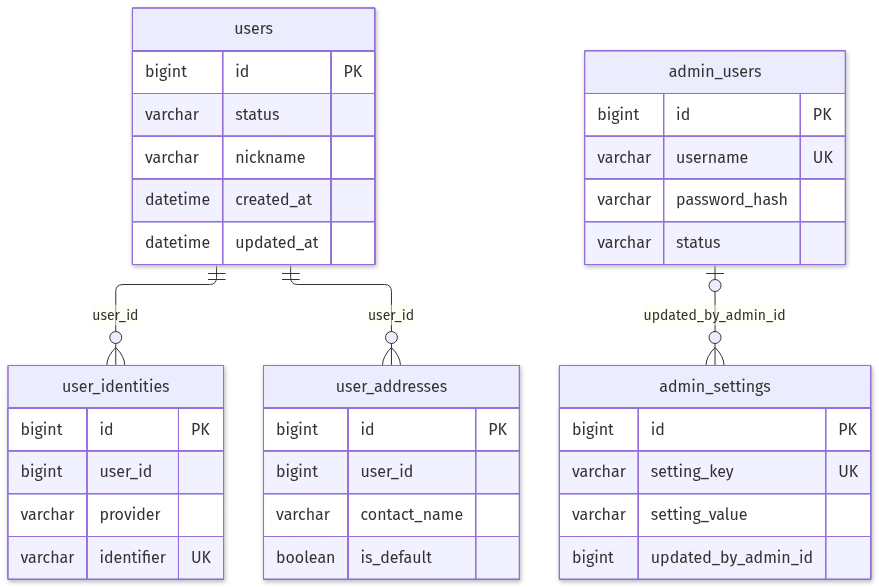 users
bigint id PK
varchar status
varchar nickname
datetime created_at
datetime updated_at
admin_users
bigint id PK
varchar username UK
varchar password_hash
varchar status
user_id
user_id
updated_by_admin_id
user_identities
bigint id PK
bigint user_id
varchar provider
varchar identifier UK
user_addresses
bigint id PK
bigint user_id
varchar contact_name
boolean is_default
admin_settings
bigint id PK
varchar setting_key UK
varchar setting_value
bigint updated_by_admin_id